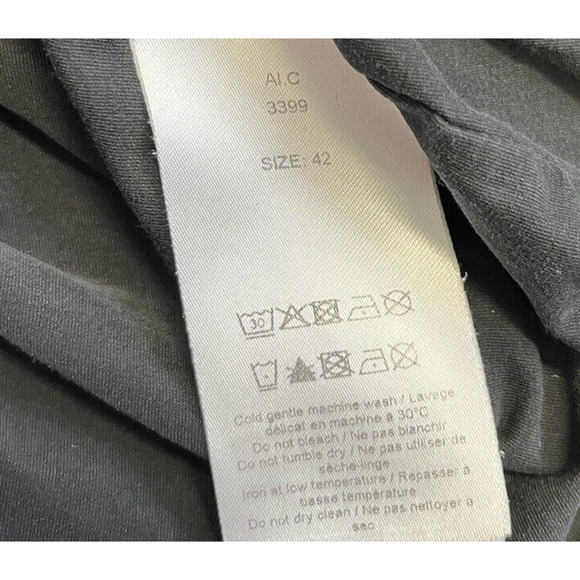 AI.C
3399
SIZE: 42
30
Cold gentle machine wash / Lavage
délicat en machine à 30°C
Do not bleach / Ne pas blanchir
Do not tumble dry / Ne pas utiliser de
sèche-linge
Iron at low temperature / Repasser à
basse température
Do not dry clean / Ne pas nettoyer à
sec